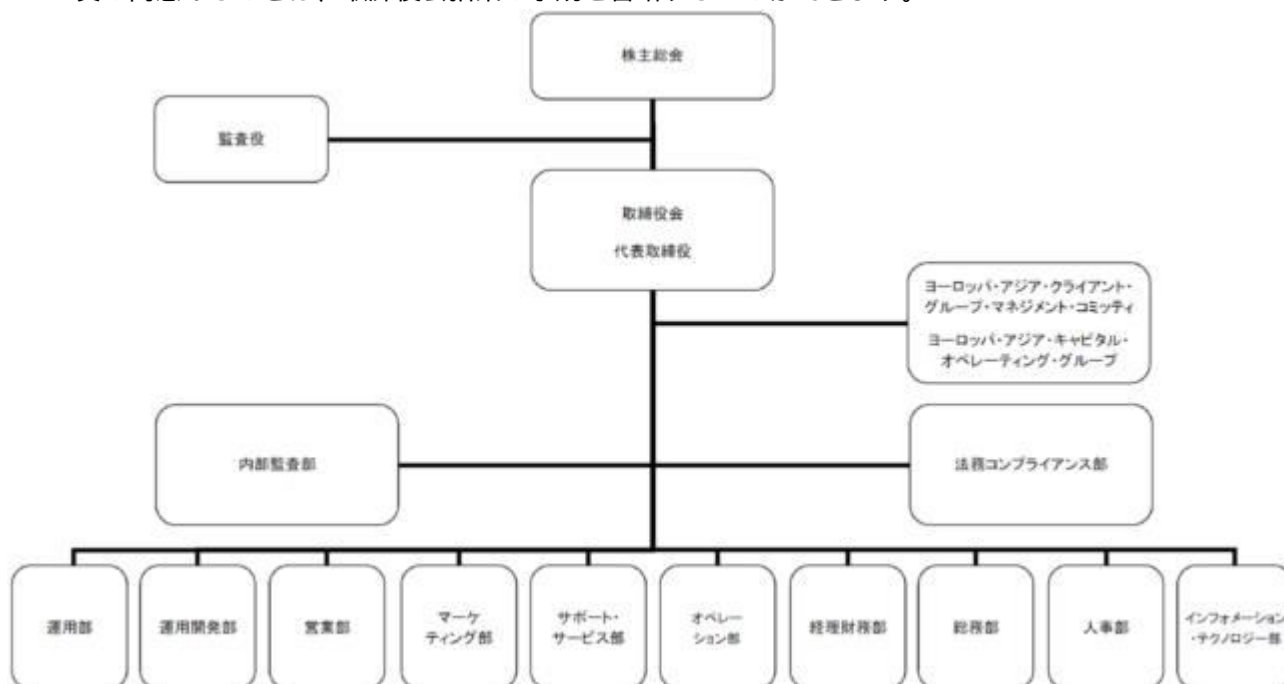 株主総会
監査役
取締役会
代表取締役
ヨーロッパ・アジア・クライアント・
グループ・マネジメント・コミッティ
ヨーロッパ・アジア・キャピタル・
オペレーティング・グループ
内部監査部
法務コンプライアンス部
運用部
運用開発部
営業部
マーケ
ティング部
サポート・
サービス部
オペレー
ション部
経理財務部
総務部
人事部
インフォメーション
・テクノロジー部